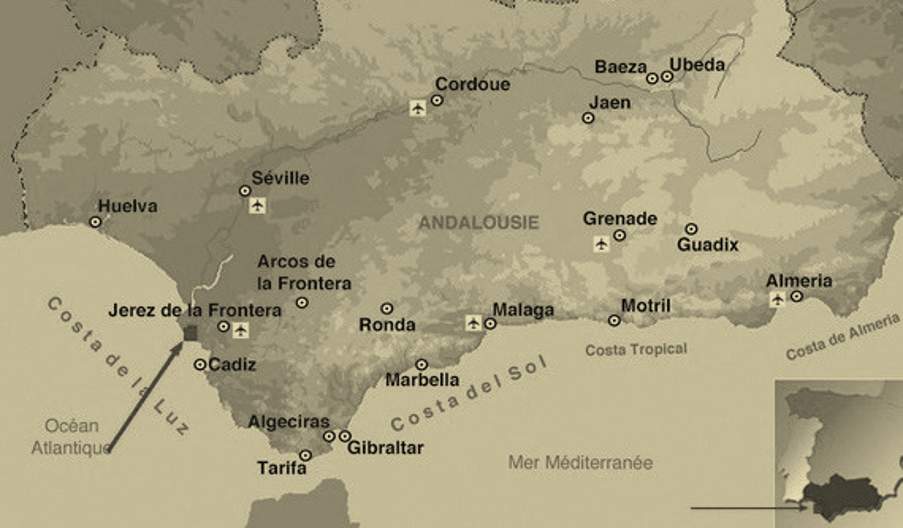 Baeza
Ubeda
Cordoue
Jaen
Séville
Huelva
ANDALOUSIE
Grenade
Guadix
Arcos de
la Frontera
Almeria
Jerez de la Frontera
Ronda
Malaga
Motril
Costa de la Luz
Costa de Almeria
Costa Tropical
Cadiz
Marbella
Costa del Sol
Océan
Atlantique
Algeciras
Gibraltar
Tarifa
Mer Méditerranée